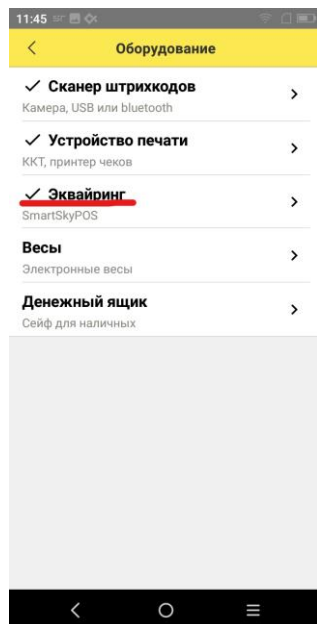 11:45
Оборудование
Сканер штрихкодов
Камера, USB или bluetooth
Устройство печати
ККТ, принтер чеков
Эквайринг
SmartSkyPOS
Весы
Электронные весы
Денежный ящик
Сейф для наличных